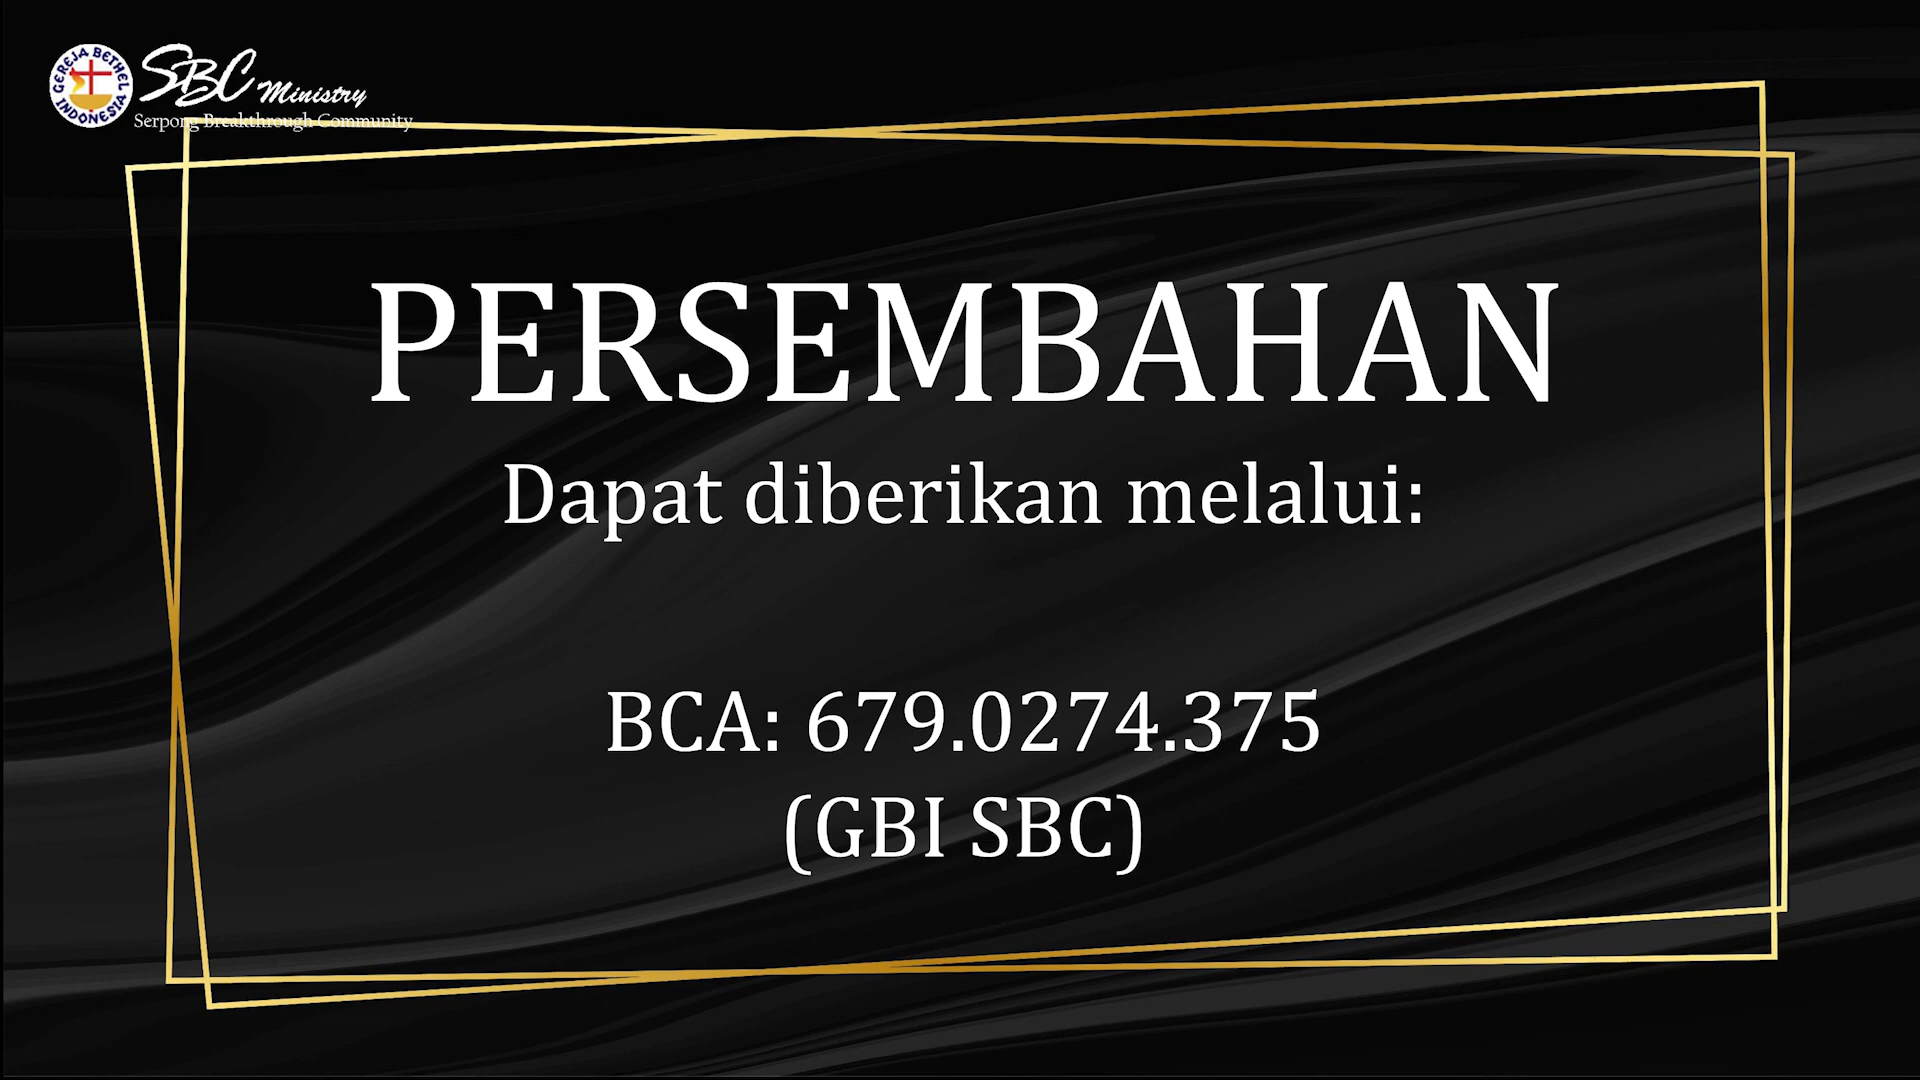 GEREJA BETHEL INDONESIA
SBC Ministry
Serpong Breakthrough Community
PERSEMBAHAN
Dapat diberikan melalui:
BCA: 679.0274.375
(GBI SBC)